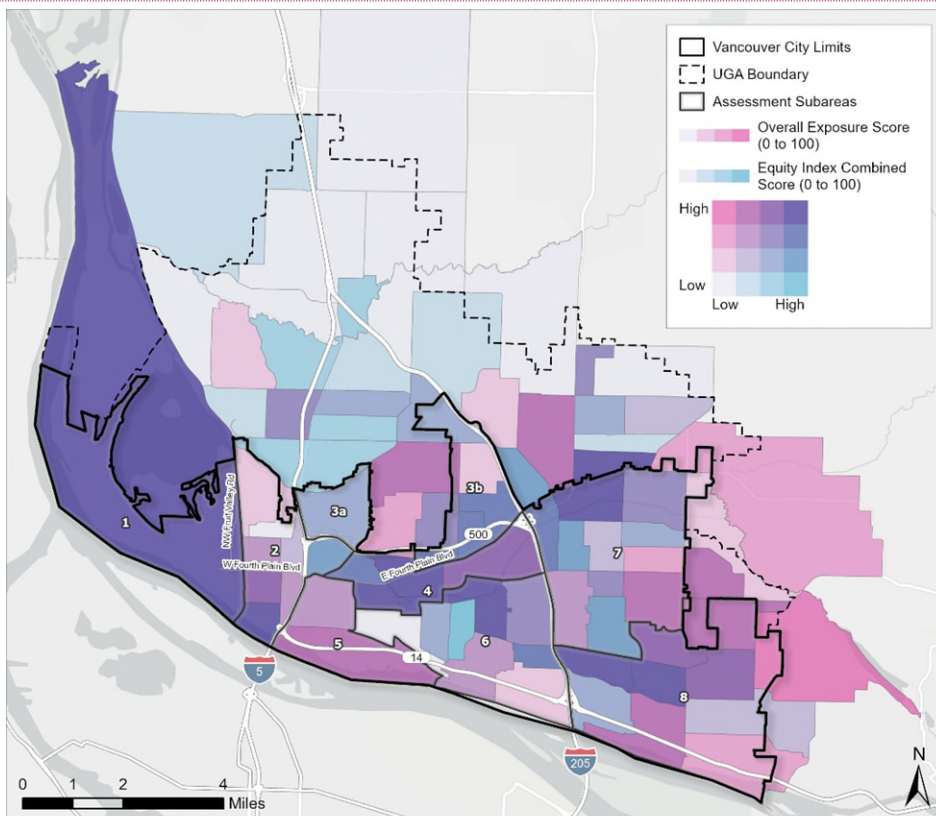 Vancouver City Limits
UGA Boundary
Assessment Subareas
Overall Exposure Score
(0 to 100)
Equity Index Combined
Score (0 to 100)
High
Low
Low
High
1
NW Fruit Valley Rd
2
W Fourth Plain Blvd
3a
3b
500
E Fourth Plain Blvd
4
7
5
6
14
8
5
205
0 1 2 4
Miles
N